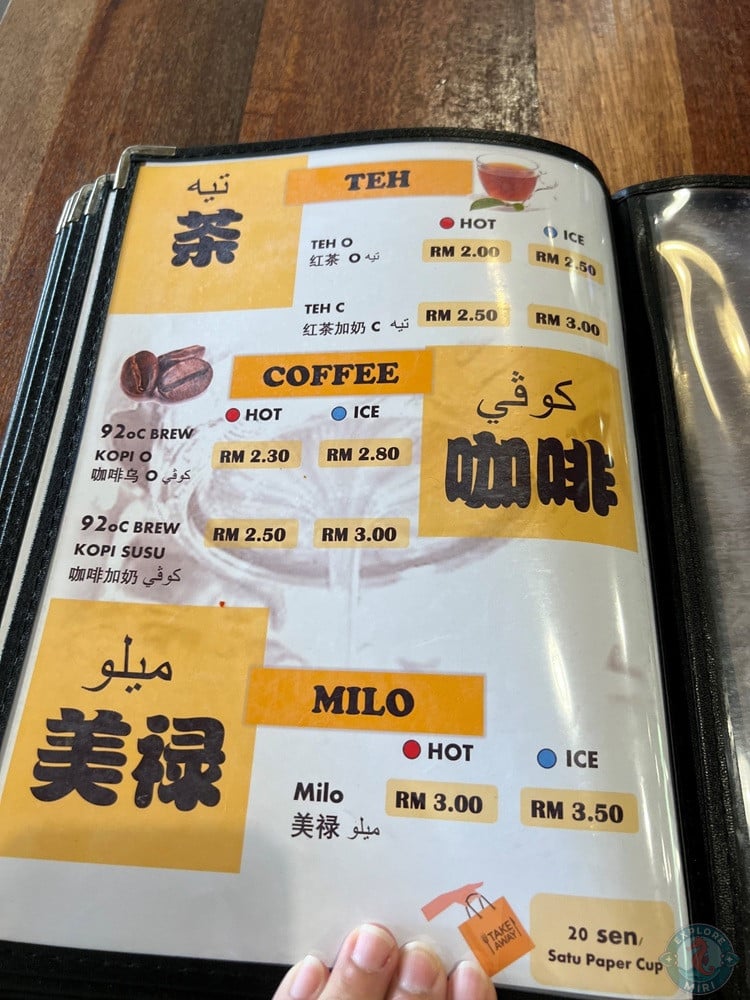 تيه
茶
TEH
HOT
ICE
TEH O
红茶 O تيه
RM 2.00
RM 2.50
TEH C
红茶加奶 C تيه
RM 2.50
RM 3.00
COFFEE
كوڤي
咖啡
HOT
ICE
92oC BREW
KOPI O
咖啡乌 O كوڤي
RM 2.30
RM 2.80
92oC BREW
KOPI SUSU
咖啡加奶 كوڤي
RM 2.50
RM 3.00
ميلو
美禄
MILO
HOT
ICE
Milo
美禄 ميلو
RM 3.00
RM 3.50
TAKE
AWAY
20 sen/
Satu Paper Cup
EXPLORE
MIRI